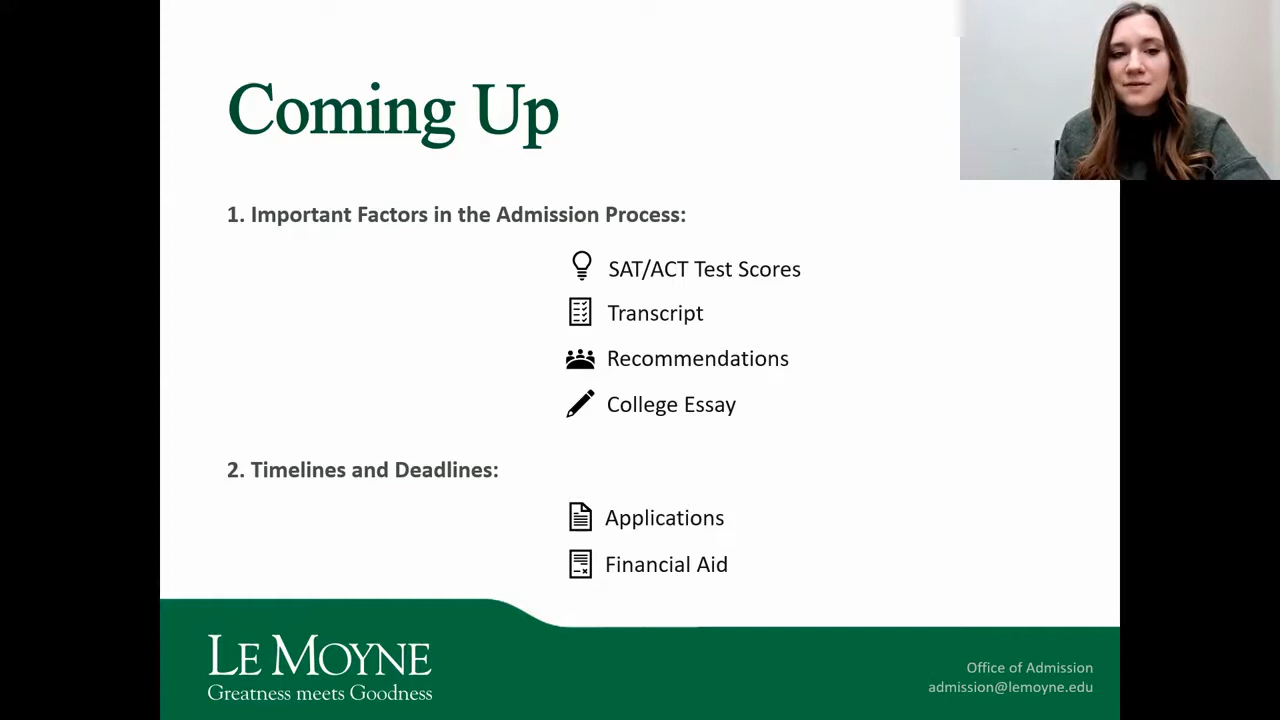 Coming Up
1. Important Factors in the Admission Process:
SAT/ACT Test Scores
Transcript
Recommendations
College Essay
2. Timelines and Deadlines:
Applications
Financial Aid
LE MOYNE
Greatness meets Goodness
Office of Admission
admission@lemoyne.edu